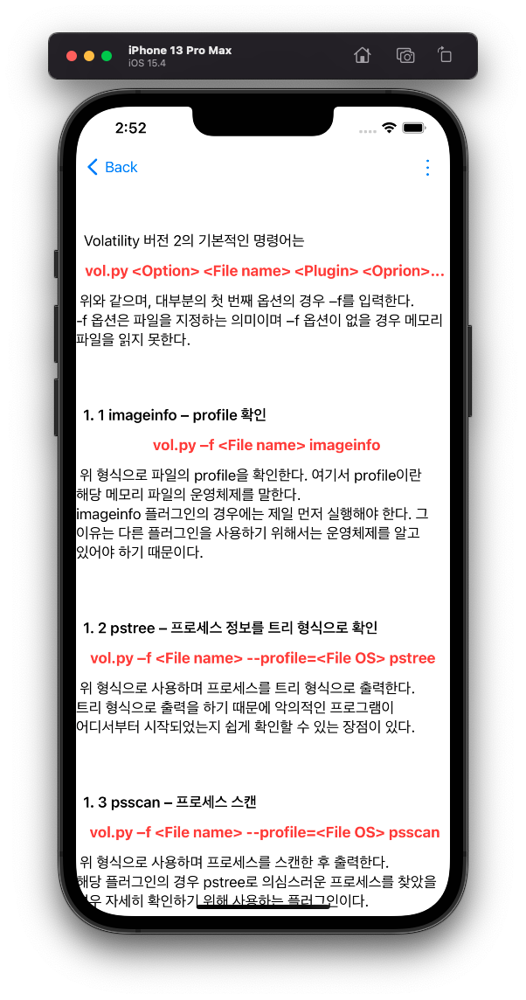 iPhone 13 Pro Max
iOS 15.4
2:52
Back
Volatility 버전 2의 기본적인 명령어는
vol.py <Option> <File name> <Plugin> <Oprion>...
위와 같으며, 대부분의 첫 번째 옵션의 경우 –f를 입력한다.
-f 옵션은 파일을 지정하는 의미이며 –f 옵션이 없을 경우 메모리
파일을 읽지 못한다.
1. 1 imageinfo – profile 확인
vol.py –f <File name> imageinfo
위 형식으로 파일의 profile을 확인한다. 여기서 profile이란
해당 메모리 파일의 운영체제를 말한다.
imageinfo 플러그인의 경우에는 제일 먼저 실행해야 한다. 그
이유는 다른 플러그인을 사용하기 위해서는 운영체제를 알고
있어야 하기 때문이다.
1. 2 pstree – 프로세스 정보를 트리 형식으로 확인
vol.py –f <File name> --profile=<File OS> pstree
위 형식으로 사용하며 프로세스를 트리 형식으로 출력한다.
트리 형식으로 출력을 하기 때문에 악의적인 프로그램이
어디서부터 시작되었는지 쉽게 확인할 수 있는 장점이 있다.
1. 3 psscan – 프로세스 스캔
vol.py –f <File name> --profile=<File OS> psscan
위 형식으로 사용하며 프로세스를 스캔한 후 출력한다.
해당 플러그인의 경우 pstree로 의심스러운 프로세스를 찾았을
자세히 확인하기 위해 사용하는 플러그인이다.